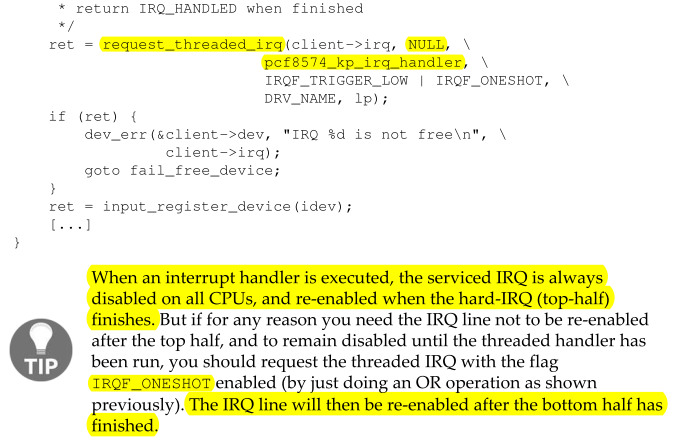 * return IRQ_HANDLED when finished
*/
ret = request_threaded_irq(client->irq, NULL, \
pcf8574_kp_irq_handler, \
IRQF_TRIGGER_LOW | IRQF_ONESHOT, \
DRV_NAME, lp);
if (ret) {
dev_err(&client->dev, "IRQ %d is not free\n", \
client->irq);
goto fail_free_device;
}
ret = input_register_device(idev);
[...]
}
When an interrupt handler is executed, the serviced IRQ is always
disabled on all CPUs, and re-enabled when the hard-IRQ (top-half)
finishes. But if for any reason you need the IRQ line not to be re-enabled
after the top half, and to remain disabled until the threaded handler has
been run, you should request the threaded IRQ with the flag
IRQF_ONESHOT enabled (by just doing an OR operation as shown
previously). The IRQ line will then be re-enabled after the bottom half has
finished.
TIP